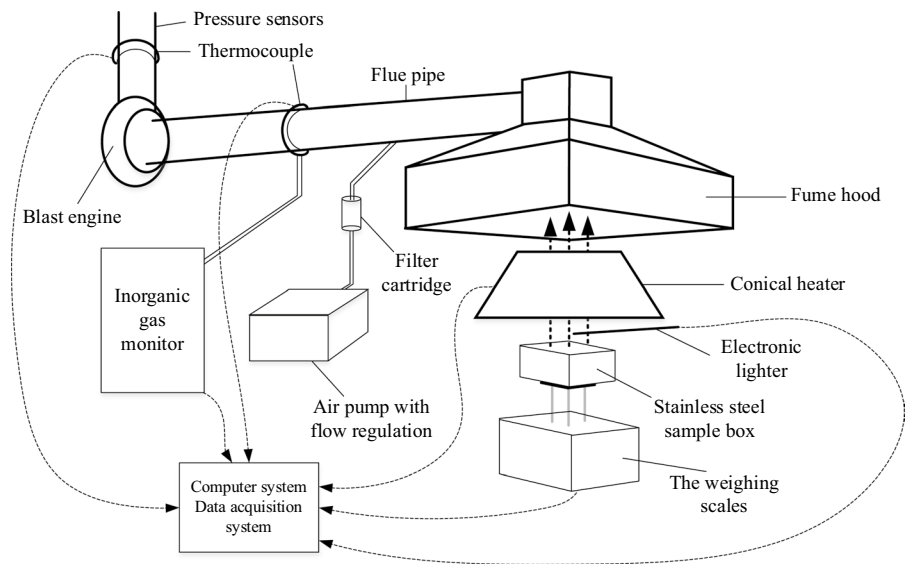 Pressure sensors
Thermocouple
Flue pipe
Fume hood
Blast engine
Filter
cartridge
Conical heater
Inorganic
gas
monitor
Electronic
lighter
Air pump with
flow regulation
Stainless steel
sample box
The weighing
scales
Computer system
Data acquisition
system